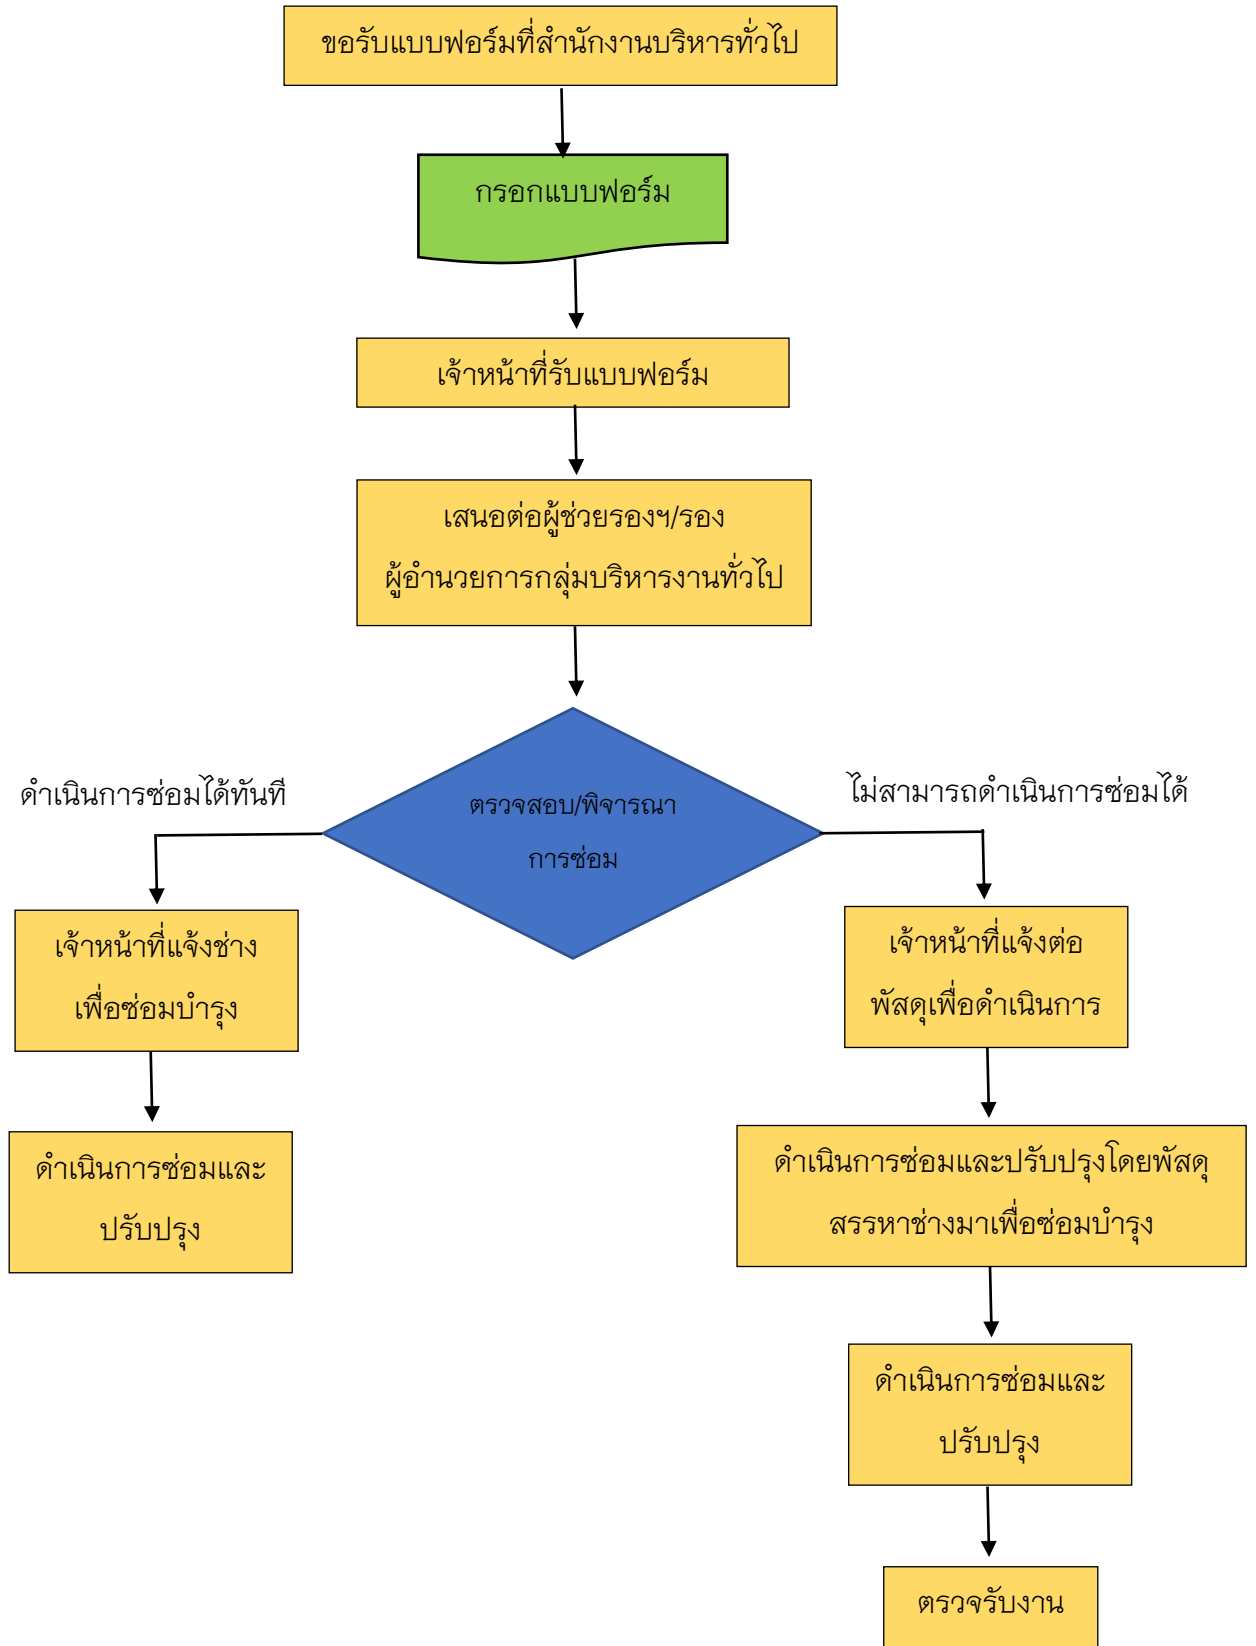 ขอรับแบบฟอร์มที่สำนักงานบริหารทั่วไป
กรอกแบบฟอร์ม
เจ้าหน้าที่รับแบบฟอร์ม
เสนอต่อผู้ช่วยรองฯ/รอง
ผู้อำนวยการกลุ่มบริหารงานทั่วไป
ตรวจสอบ/พิจารณา
การซ่อม
ดำเนินการซ่อมได้ทันที
เจ้าหน้าที่แจ้งช่าง
เพื่อซ่อมบำรุง
ดำเนินการซ่อมและ
ปรับปรุง
ไม่สามารถดำเนินการซ่อมได้
เจ้าหน้าที่แจ้งต่อ
พัสดุเพื่อดำเนินการ
ดำเนินการซ่อมและปรับปรุงโดยพัสดุ
สรรหาช่างมาเพื่อซ่อมบำรุง
ดำเนินการซ่อมและ
ปรับปรุง
ตรวจรับงาน